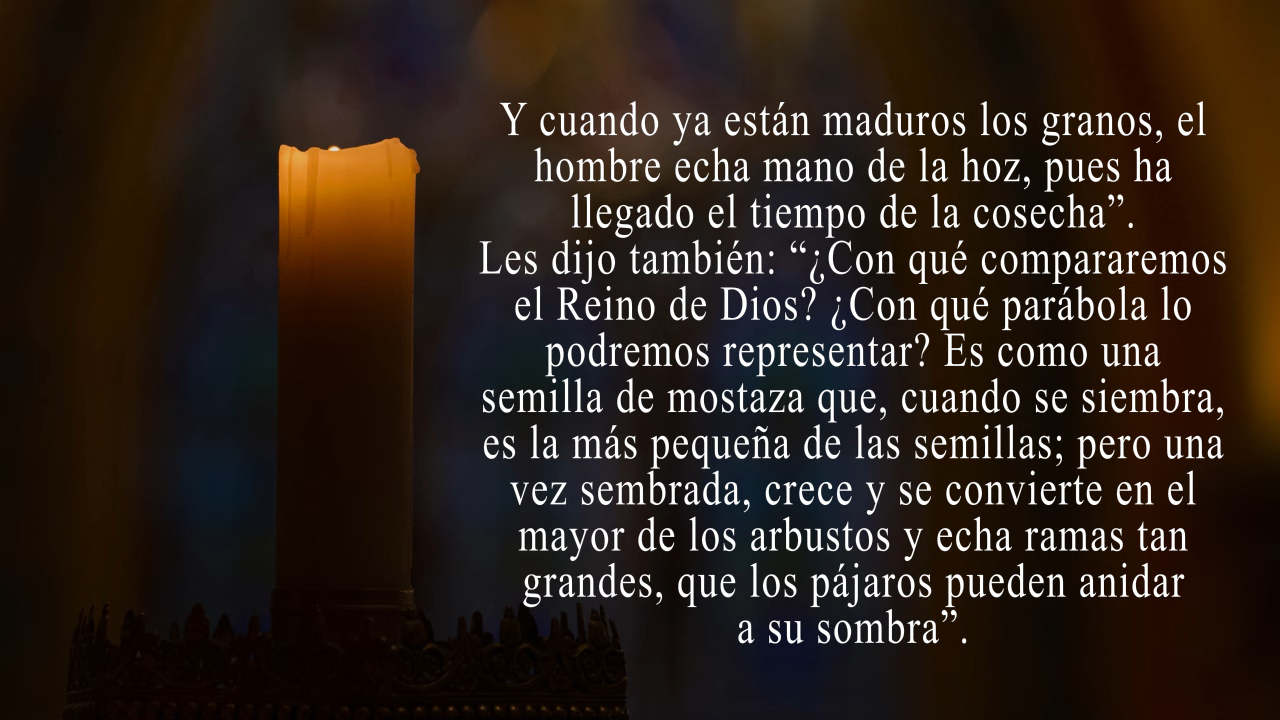 Y cuando ya están maduros los granos, el
hombre echa mano de la hoz, pues ha
llegado el tiempo de la cosecha”.
Les dijo también: “¿Con qué compararemos
el Reino de Dios? ¿Con qué parábola lo
podremos representar? Es como una
semilla de mostaza que, cuando se siembra,
es la más pequeña de las semillas; pero una
vez sembrada, crece y se convierte en el
mayor de los arbustos y echa ramas tan
grandes, que los pájaros pueden anidar
a su sombra”.